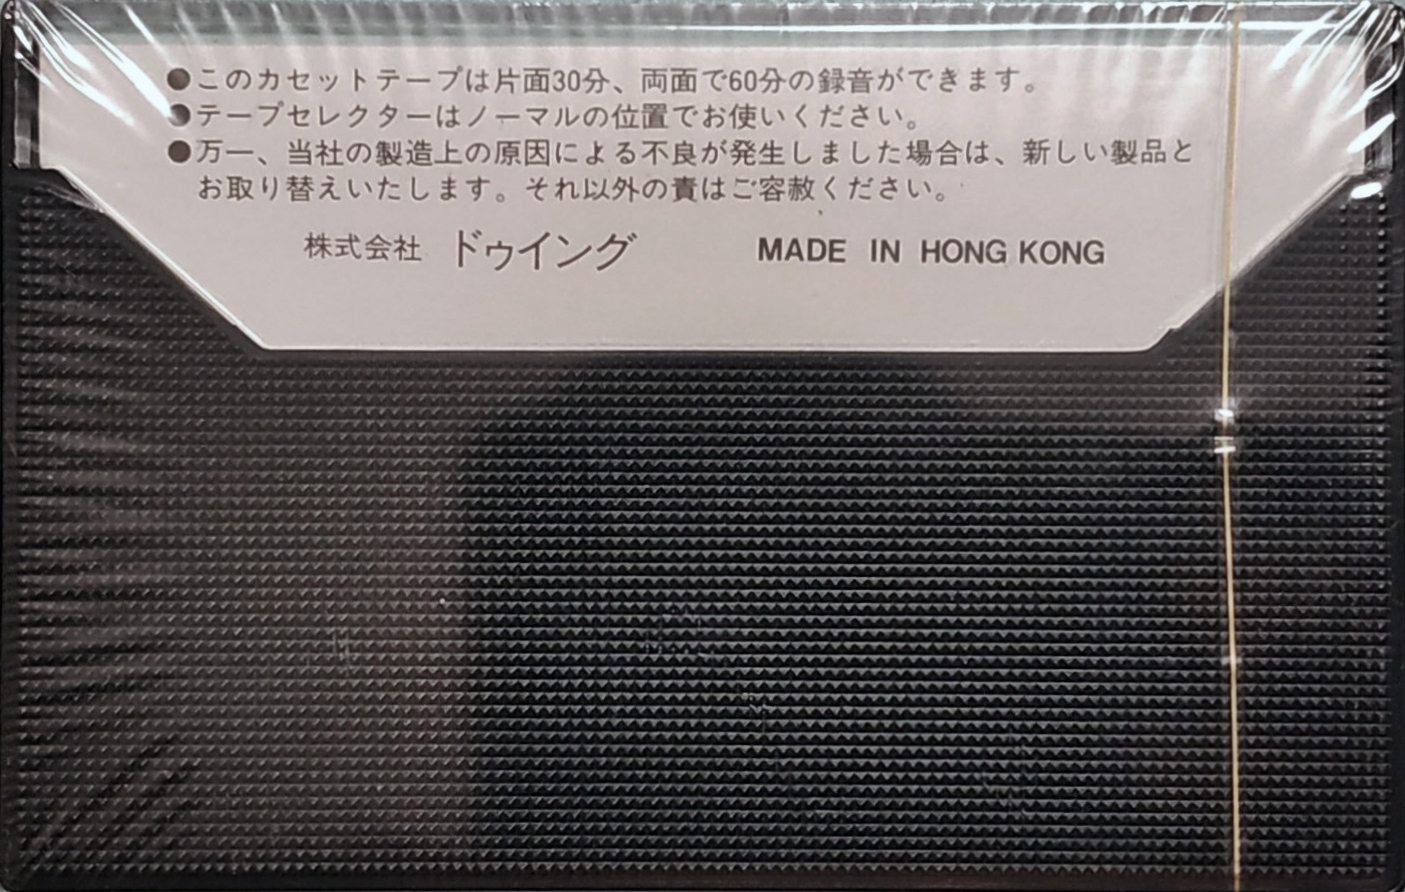 ●このカセットテープは片面30分、両面で60分の録音ができます。
●テープセレクターはノーマルの位置でお使いください。
●万一、当社の製造上の原因による不良が発生しました場合は、新しい製品と
お取り替えいたします。それ以外の責はご容赦ください。
株式会社 ドゥイング MADE IN HONG KONG